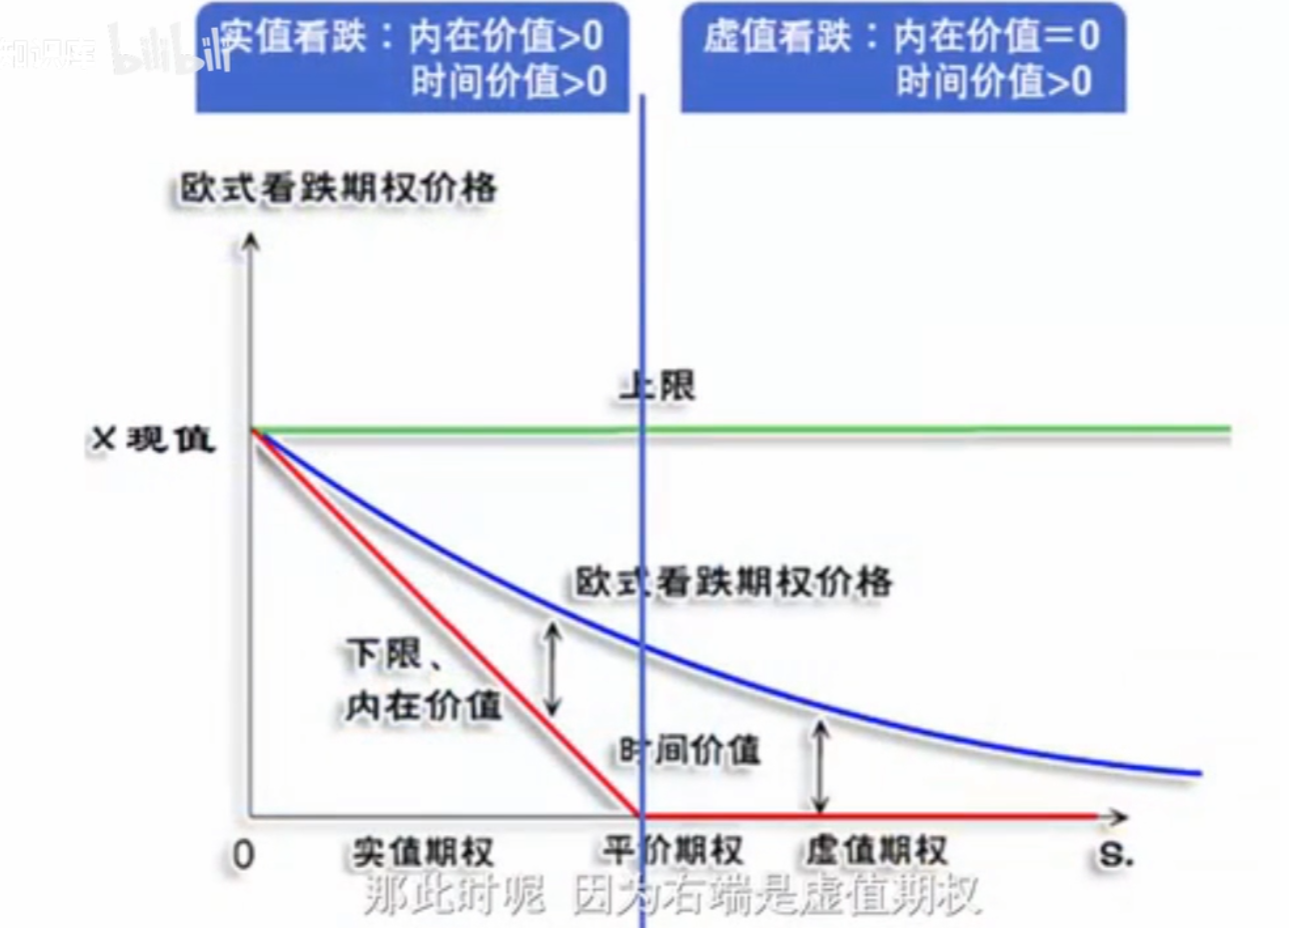 知识库 bilibili
实值看跌：内在价值>0
时间价值>0
虚值看跌：内在价值=0
时间价值>0
欧式看跌期权价格
上限
X现值
欧式看跌期权价格
下限、
内在价值
时间价值
0 实值期权 平价期权 虚值期权 S.
那此时呢 因为右端是虚值期权